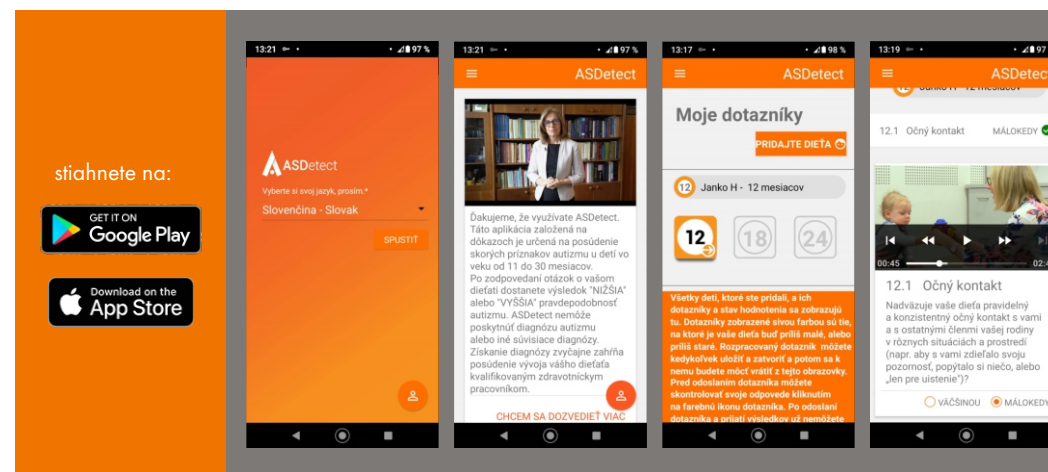 stiahnete na:
GET IT ON
Google Play
Download on the
App Store
13:21
97 %
ASDetect
Vyberte si svoj jazyk, prosím.*
Slovenčina - Slovak
SPUSTIŤ
13:21
97 %
ASDetect
Ďakujeme, že využívate ASDetect.
Táto aplikácia založená na
dôkazoch je určená na posúdenie
skorých príznakov autizmu u detí vo
veku od 11 do 30 mesiacov.
Po zodpovedaní otázok o vašom
dieťati dostanete výsledok "NIŽŠIA"
alebo "VYŠŠIA" pravdepodobnosť
autizmu. ASDetect nemôže
poskytnúť diagnózu autizmu
alebo iné súvisiace diagnózy.
Získanie diagnózy zvyčajne zahŕňa
posúdenie vývoja vášho dieťaťa
kvalifikovaným zdravotníckym
pracovníkom.
CHCEM SA DOZVEDIEŤ VIAC
13:17
98 %
ASDetect
Moje dotazníky
PRIDAJTE DIEŤA
12 Janko H - 12 mesiacov
12 18 24
Všetky deti, ktoré ste pridali, a ich
dotazníky a stav hodnotenia sa zobrazujú
tu. Dotazníky zobrazené sivou farbou sú tie,
na ktoré je vaše dieťa buď príliš malé, alebo
príliš staré. Rozpracovaný dotazník môžete
kedykoľvek uložiť a zatvoriť a potom sa k
nemu budete môcť vrátiť z tejto obrazovky.
Pred odoslaním dotazníka môžete
skontrolovať svoje odpovede kliknutím
na farebnú ikonu dotazníka. Po odoslaní
dotazníka a prijatí výsledkov už nemôžete
13:19
97
ASDetec
12 Janko H - 12 mesiacov
12.1 Očný kontakt MÁLOKEDY
00:45 02:4
12.1 Očný kontakt
Nadväzuje vaše dieťa pravidelný
a konzistentný očný kontakt s vami
a s ostatnými členmi vašej rodiny
v rôznych situáciách a prostredí
(napr. aby s vami zdieľalo svoju
pozornosť, popýtalo si niečo, alebo
„len pre uistenie")?
VÄČŠINOU MÁLOKEDY